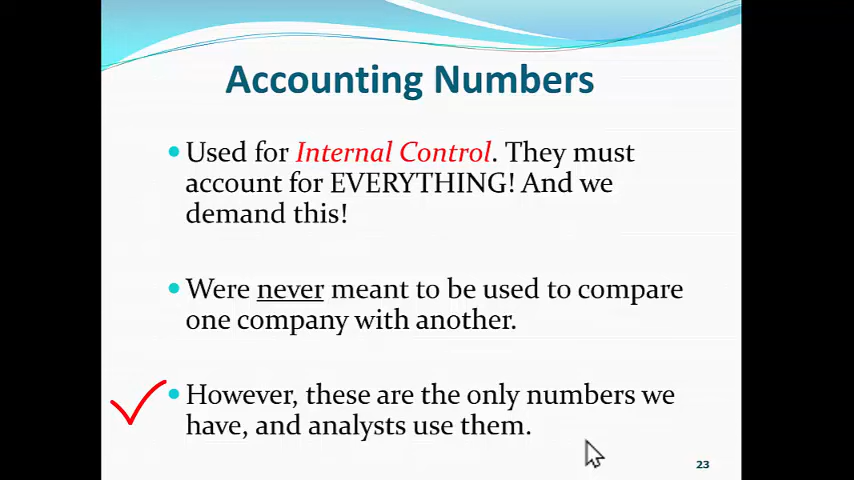 Accounting Numbers
Used for Internal Control. They must
account for EVERYTHING! And we
demand this!
Were never meant to be used to compare
one company with another.
However, these are the only numbers we
have, and analysts use them.
23